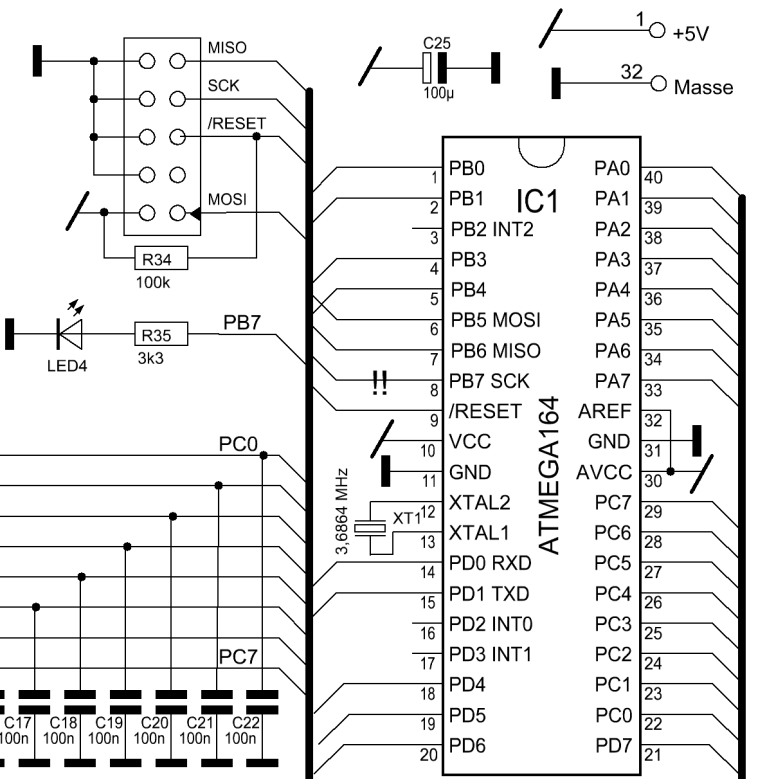 MISO
SCK
/RESET
MOSI
R34
100k
C25
100µ
1
+5V
32
Masse
IC1
ATMEGA164
PB0
1
PB1
2
PB2 INT2
3
PB3
4
PB4
5
PB5 MOSI
6
PB6 MISO
7
PB7 SCK
8
!!
/RESET
9
VCC
10
GND
11
XTAL2
12
XTAL1
13
PD0 RXD
14
PD1 TXD
15
PD2 INT0
16
PD3 INT1
17
PD4
18
PD5
19
PD6
20
PA0
40
PA1
39
PA2
38
PA3
37
PA4
36
PA5
35
PA6
34
PA7
33
AREF
32
GND
31
AVCC
30
PC7
29
PC6
28
PC5
27
PC4
26
PC3
25
PC2
24
PC1
23
PC0
22
PD7
21
XT1
3,6864 MHz
LED4
R35
3k3
PB7
PC0
PC7
C17
100n
C18
100n
C19
100n
C20
100n
C21
100n
C22
100n